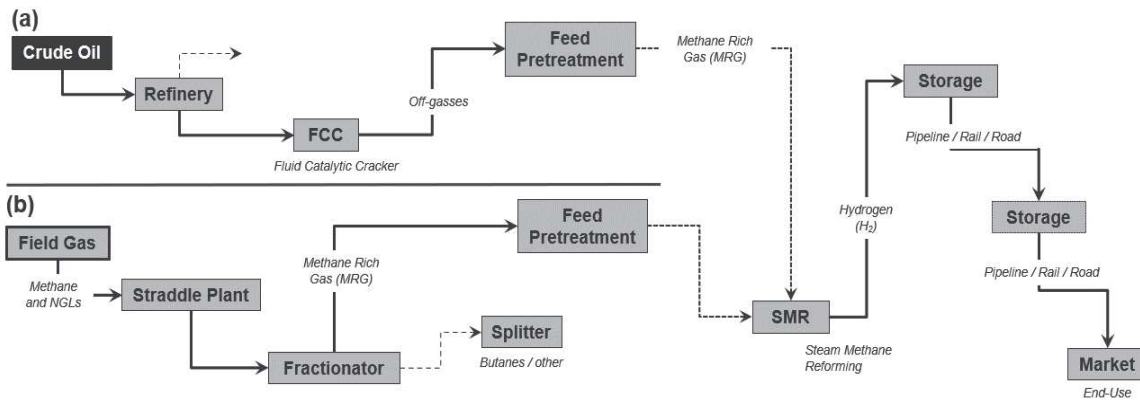 (a)
Crude Oil
Refinery
FCC
Fluid Catalytic Cracker
Off-gasses
Feed
Pretreatment
Methane Rich
Gas (MRG)
(b)
Field Gas
Methane
and NGLs
Straddle Plant
Fractionator
Methane Rich
Gas (MRG)
Splitter
Butanes / other
Feed
Pretreatment
SMR
Steam Methane
Reforming
Hydrogen
(H₂)
Storage
Pipeline / Rail / Road
Storage
Pipeline / Rail / Road
Market
End-Use